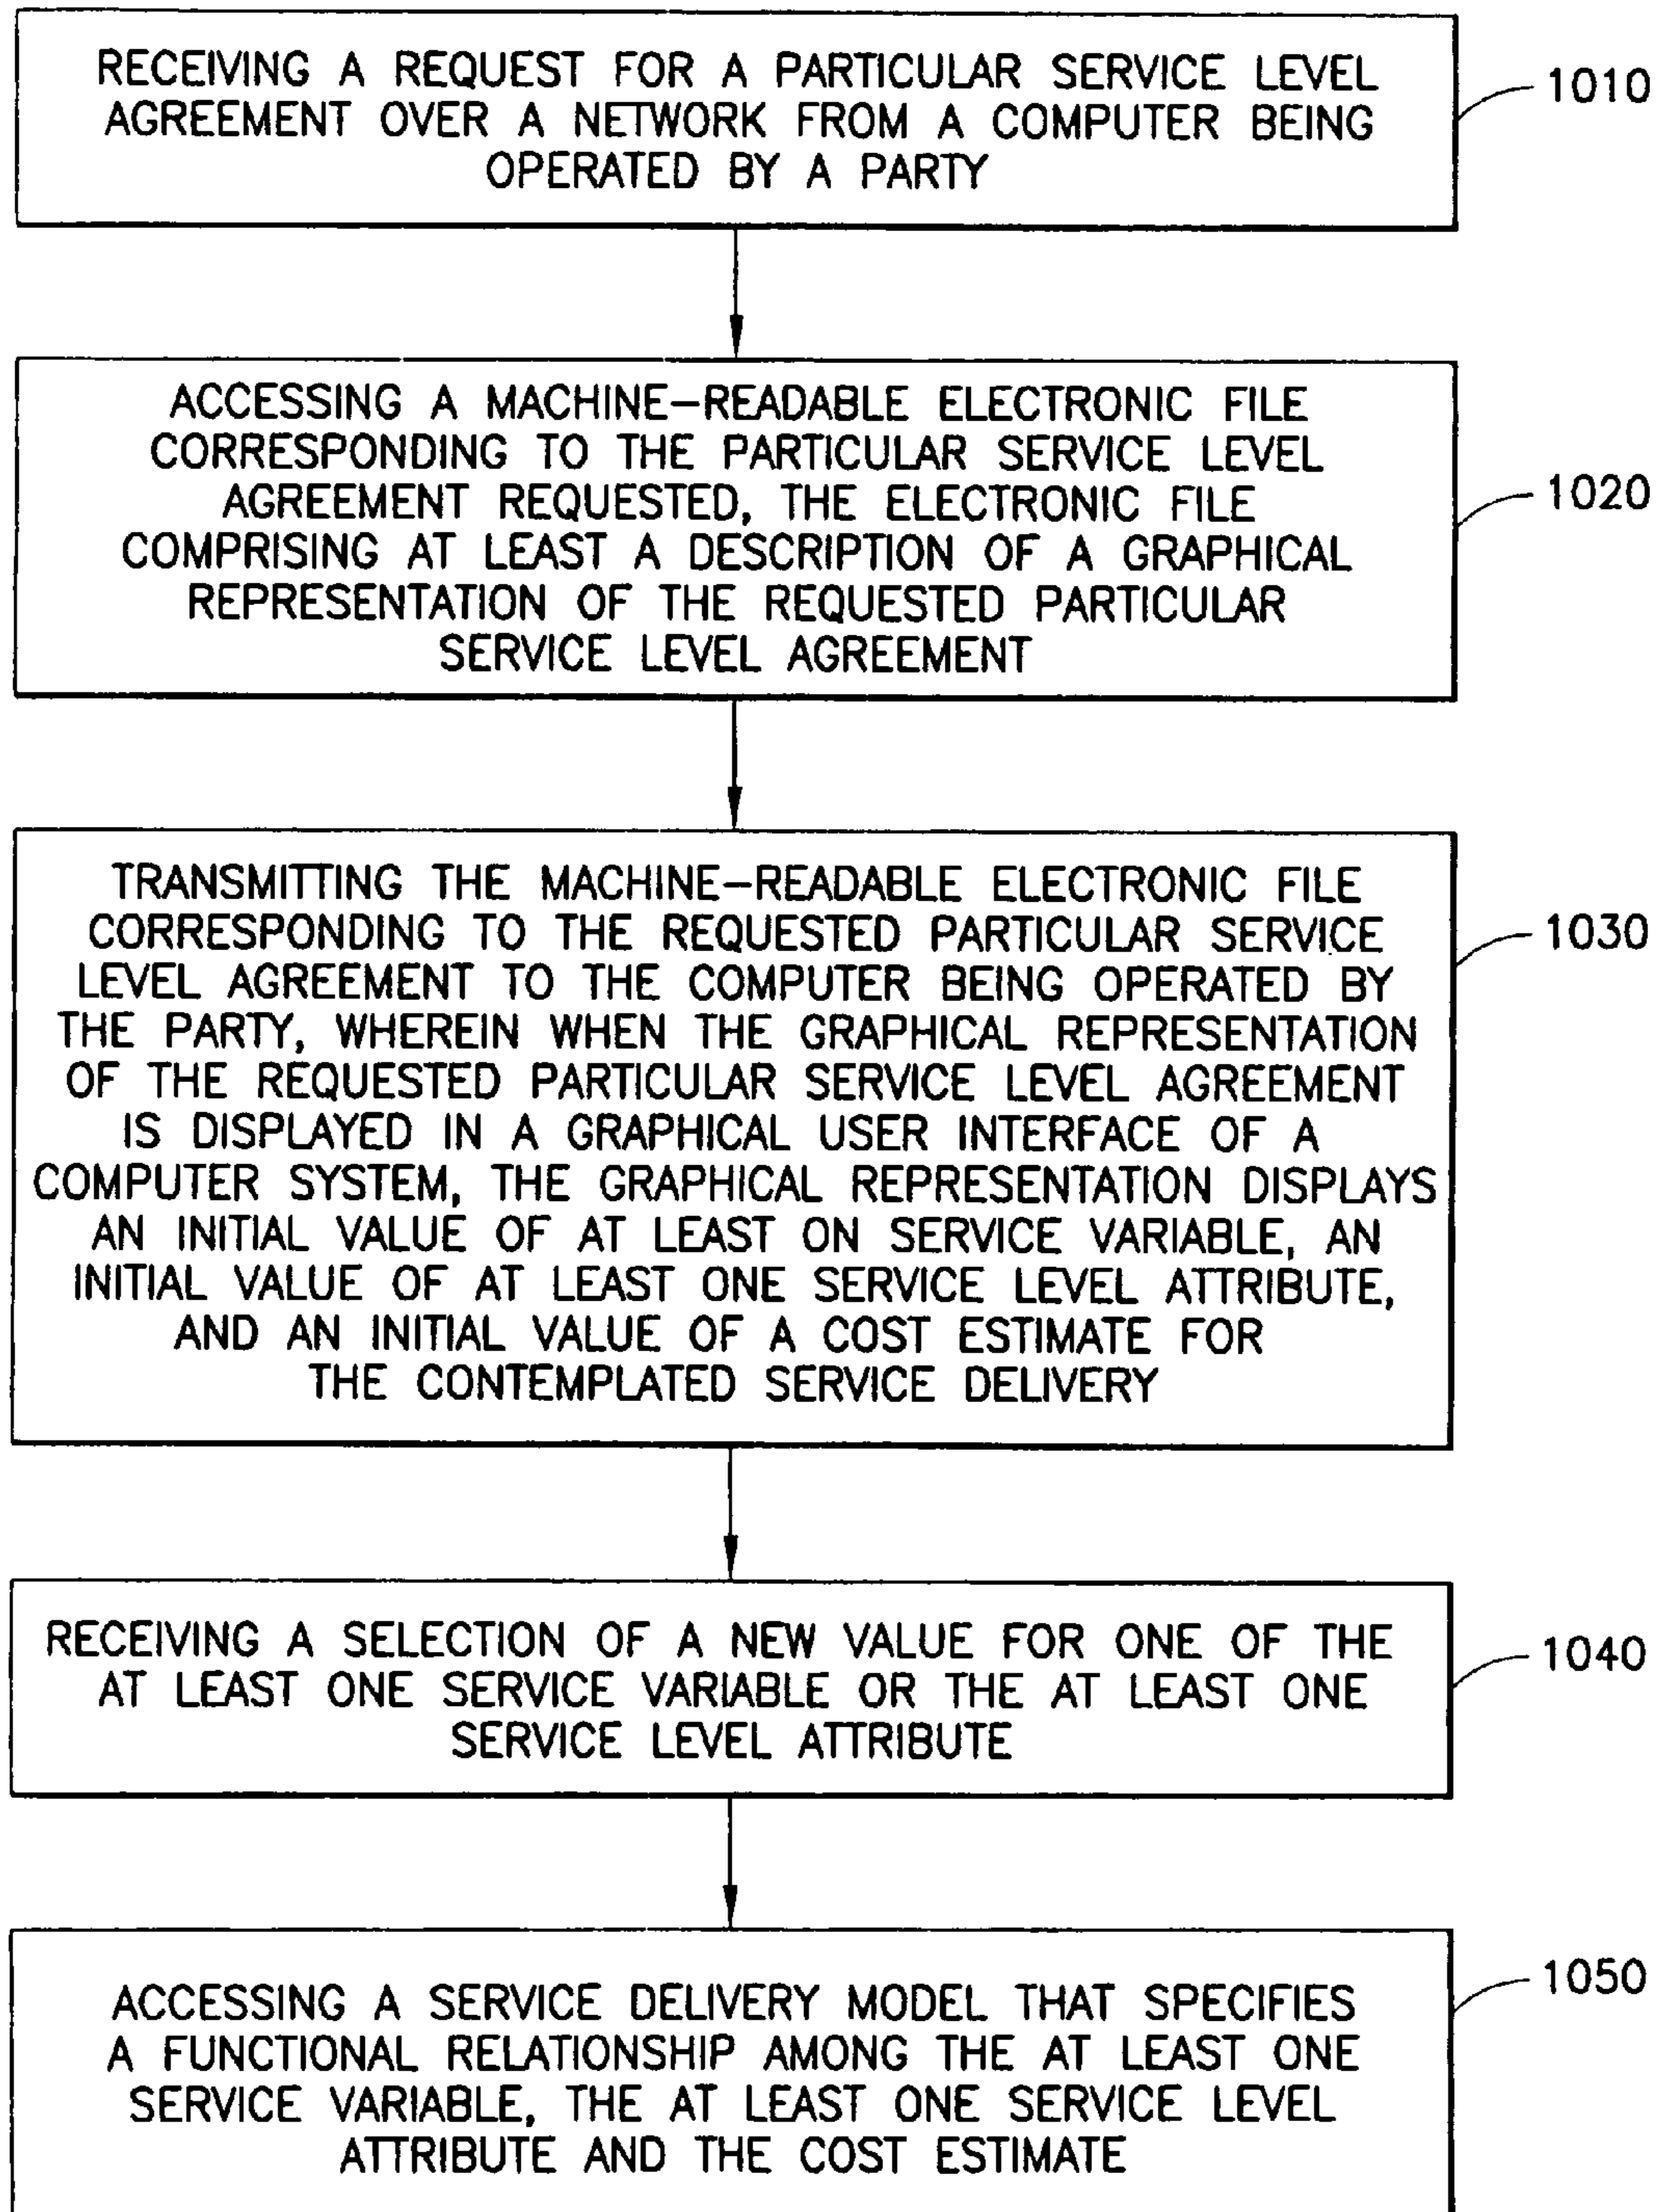 RECEIVING A REQUEST FOR A PARTICULAR SERVICE LEVEL
AGREEMENT OVER A NETWORK FROM A COMPUTER BEING
OPERATED BY A PARTY
1010
ACCESSING A MACHINE-READABLE ELECTRONIC FILE
CORRESPONDING TO THE PARTICULAR SERVICE LEVEL
AGREEMENT REQUESTED, THE ELECTRONIC FILE
COMPRISING AT LEAST A DESCRIPTION OF A GRAPHICAL
REPRESENTATION OF THE REQUESTED PARTICULAR
SERVICE LEVEL AGREEMENT
1020
TRANSMITTING THE MACHINE-READABLE ELECTRONIC FILE
CORRESPONDING TO THE REQUESTED PARTICULAR SERVICE
LEVEL AGREEMENT TO THE COMPUTER BEING OPERATED BY
THE PARTY, WHEREIN WHEN THE GRAPHICAL REPRESENTATION
OF THE REQUESTED PARTICULAR SERVICE LEVEL AGREEMENT
IS DISPLAYED IN A GRAPHICAL USER INTERFACE OF A
COMPUTER SYSTEM, THE GRAPHICAL REPRESENTATION DISPLAYS
AN INITIAL VALUE OF AT LEAST ON SERVICE VARIABLE, AN
INITIAL VALUE OF AT LEAST ONE SERVICE LEVEL ATTRIBUTE,
AND AN INITIAL VALUE OF A COST ESTIMATE FOR
THE CONTEMPLATED SERVICE DELIVERY
1030
RECEIVING A SELECTION OF A NEW VALUE FOR ONE OF THE
AT LEAST ONE SERVICE VARIABLE OR THE AT LEAST ONE
SERVICE LEVEL ATTRIBUTE
1040
ACCESSING A SERVICE DELIVERY MODEL THAT SPECIFIES
A FUNCTIONAL RELATIONSHIP AMONG THE AT LEAST ONE
SERVICE VARIABLE, THE AT LEAST ONE SERVICE LEVEL
ATTRIBUTE AND THE COST ESTIMATE
1050